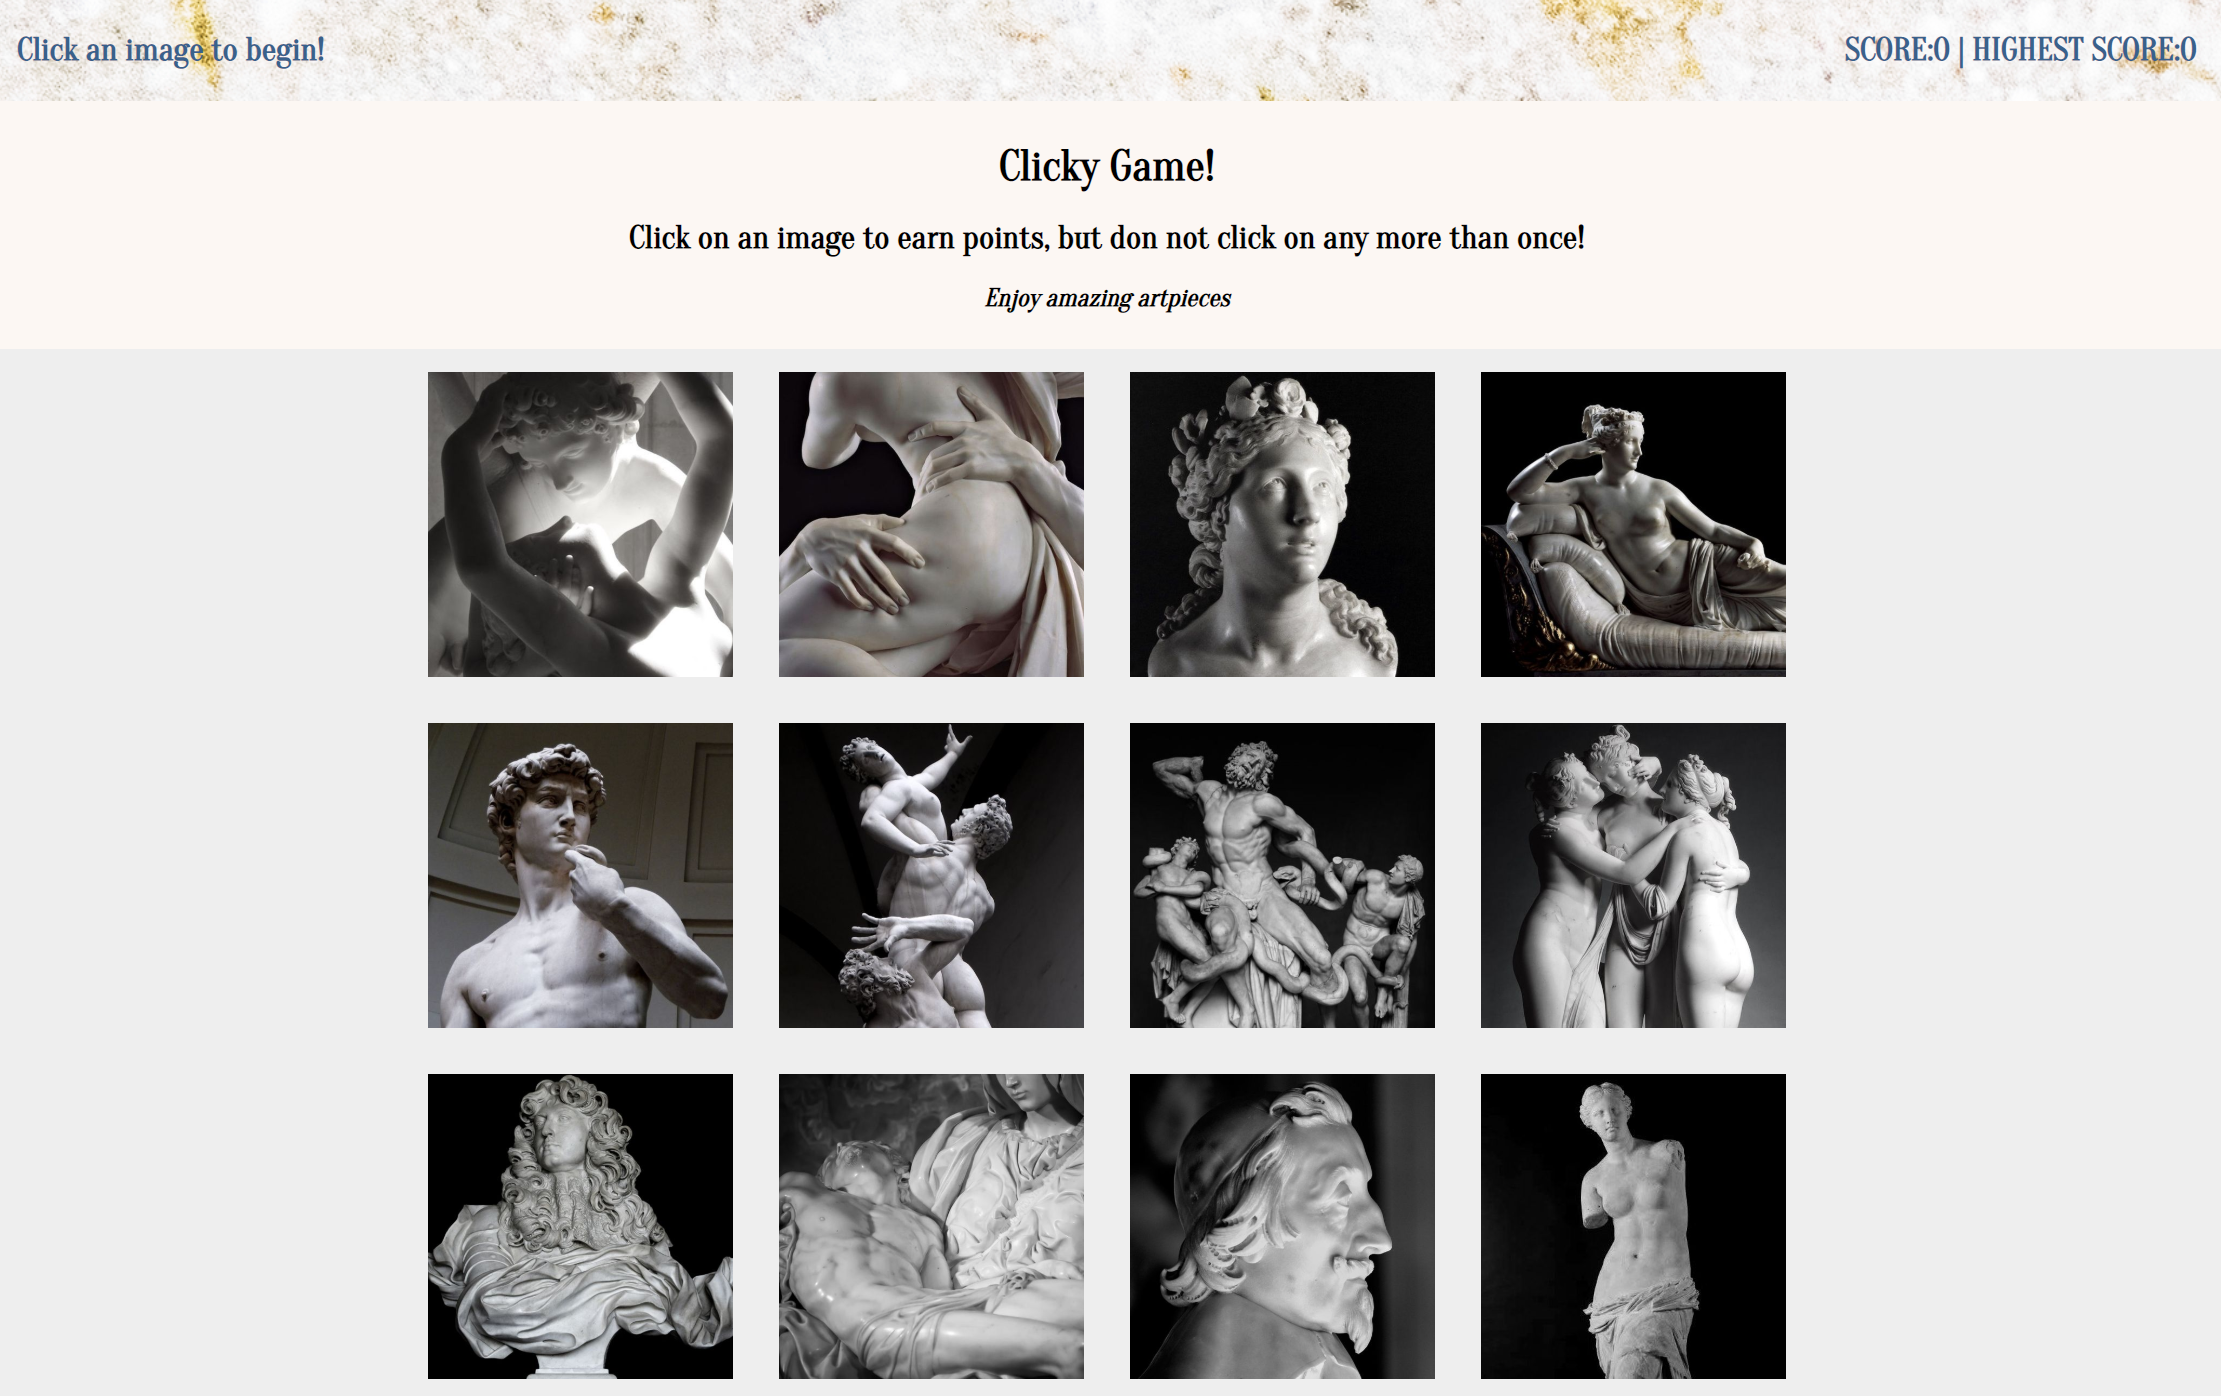 Click an image to begin!
SCORE:0 | HIGHEST SCORE:0
Clicky Game!
Click on an image to earn points, but don not click on any more than once!
Enjoy amazing artpieces